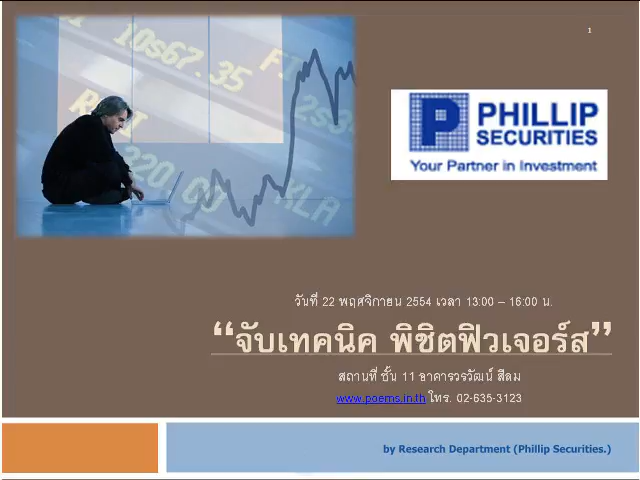 1
10s67.35
PHILLIP
SECURITIES
Your Partner in Investment
KLA
วันที่ 22 พฤศจิกายน 2554 เวลา 13:00 – 16:00 น.
“จับเทคนิค พิชิตฟิวเจอร์ส”
สถานที่ ชั้น 11 อาคารวรวัฒน์ สีลม
www.poems.in.th โทร. 02-635-3123
by Research Department (Phillip Securities.)